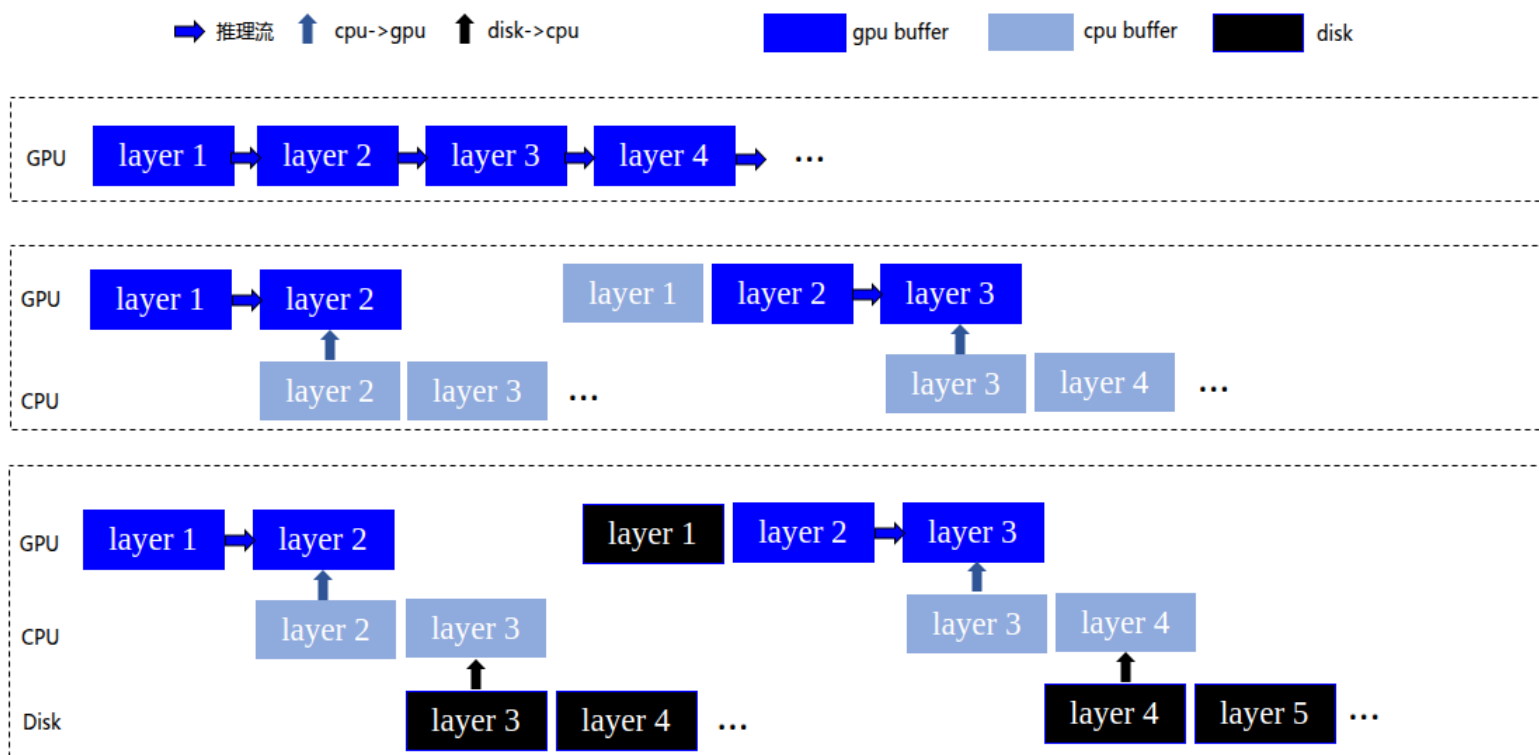 推理流 cpu->gpu disk->cpu gpu buffer cpu buffer disk
GPU layer 1 layer 2 layer 3 layer 4 ...
GPU layer 1 layer 2 layer 1 layer 2 layer 3
CPU layer 2 layer 3 ... layer 3 layer 4 ...
GPU layer 1 layer 2 layer 1 layer 2 layer 3
CPU layer 2 layer 3 layer 3 layer 4
Disk layer 3 layer 4 ... layer 4 layer 5 ...